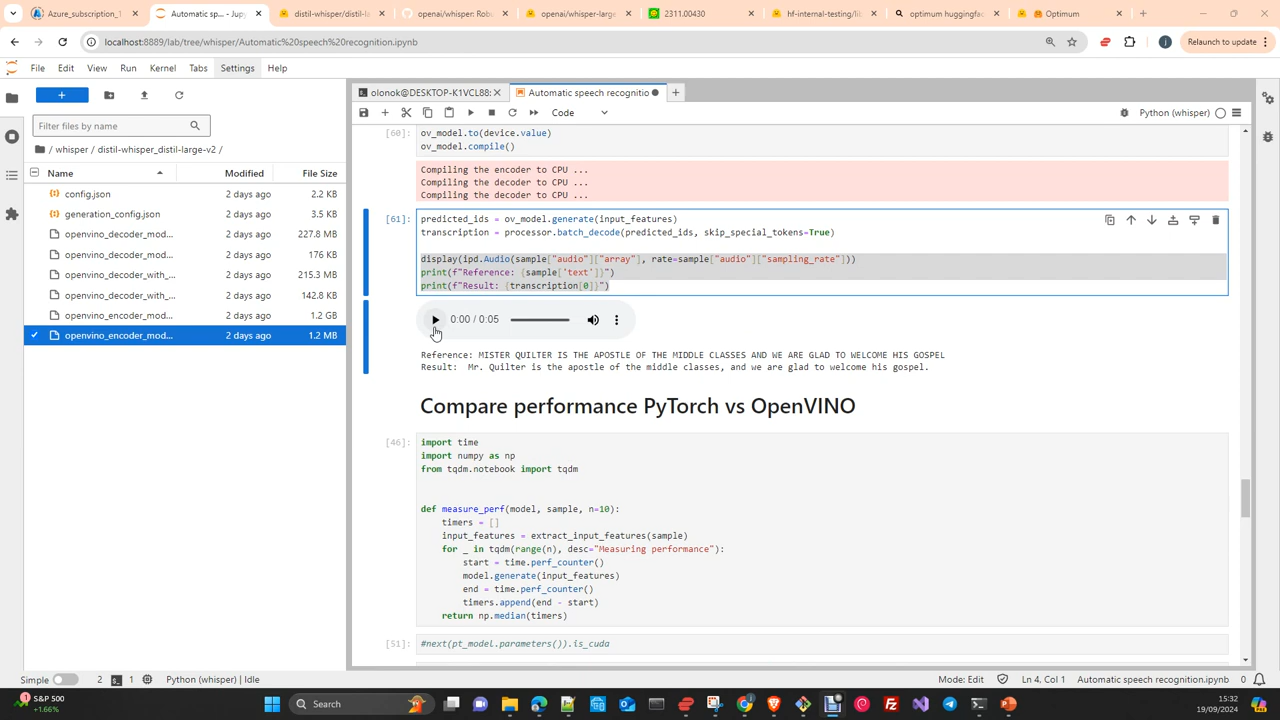 Azure_subscription_1
Automatic sp... - Jupy
distil-whisper/distil-la
openai/whisper: Robu
openai/whisper-large
2311.00430
hf-internal-testing/lib
optimum huggingfac
Optimum
localhost:8889/lab/tree/whisper/Automatic%20speech%20recognition.ipynb
Relaunch to update
File Edit View Run Kernel Tabs Settings Help
olonok@DESKTOP-K1VCL88:
Automatic speech recognitio
Filter files by name
Code
Python (whisper)
/ whisper / distil-whisper_distil-large-v2 /
Name Modified File Size
config.json 2 days ago 2.2 KB
generation_config.json 2 days ago 3.5 KB
openvino_decoder_mod... 2 days ago 227.8 MB
openvino_decoder_mod... 2 days ago 176 KB
openvino_decoder_with_... 2 days ago 215.3 MB
openvino_decoder_with_... 2 days ago 142.8 KB
openvino_encoder_mod... 2 days ago 1.2 GB
openvino_encoder_mod... 2 days ago 1.2 MB
[60]: ov_model.to(device.value)
ov_model.compile()
Compiling the encoder to CPU ...
Compiling the decoder to CPU ...
Compiling the decoder to CPU ...
[61]: predicted_ids = ov_model.generate(input_features)
transcription = processor.batch_decode(predicted_ids, skip_special_tokens=True)
display(ipd.Audio(sample["audio"]["array"], rate=sample["audio"]["sampling_rate"]))
print(f"Reference: {sample['text']}")
print(f"Result: {transcription[0]}")
0:00 / 0:05
Reference: MISTER QUILTER IS THE APOSTLE OF THE MIDDLE CLASSES AND WE ARE GLAD TO WELCOME HIS GOSPEL
Result:  Mr. Quilter is the apostle of the middle classes, and we are glad to welcome his gospel.
Compare performance PyTorch vs OpenVINO
[46]: import time
import numpy as np
from tqdm.notebook import tqdm
def measure_perf(model, sample, n=10):
timers = []
input_features = extract_input_features(sample)
for _ in tqdm(range(n), desc="Measuring performance"):
start = time.perf_counter()
model.generate(input_features)
end = time.perf_counter()
timers.append(end - start)
return np.median(timers)
[51]: #next(pt_model.parameters()).is_cuda
Simple 2 1 Python (whisper) | Idle
Mode: Edit Ln 4, Col 1 Automatic speech recognition.ipynb 0
S&P 500
+1.66%
Search
15:32
19/09/2024